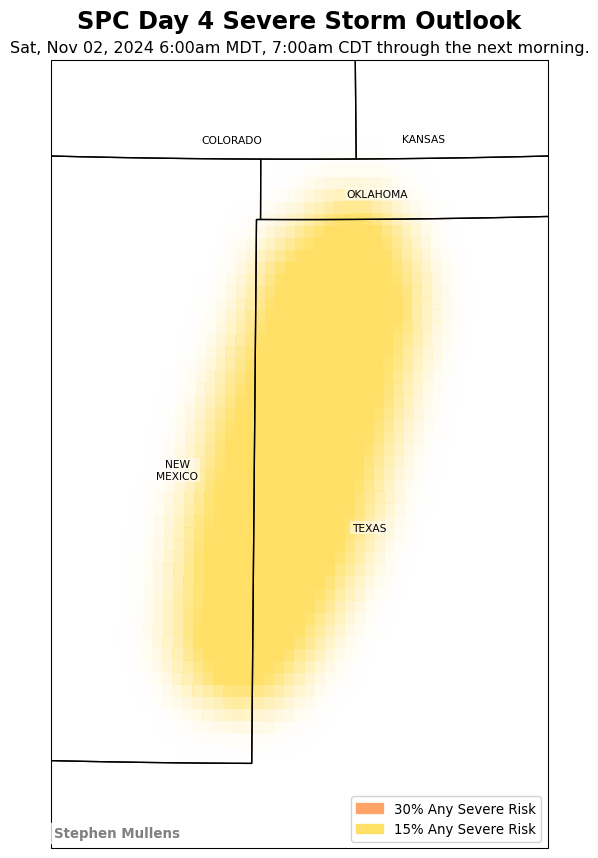 SPC Day 4 Severe Storm Outlook
Sat, Nov 02, 2024 6:00am MDT, 7:00am CDT through the next morning.
COLORADO
KANSAS
OKLAHOMA
NEW
MEXICO
TEXAS
30% Any Severe Risk
15% Any Severe Risk
Stephen Mullens